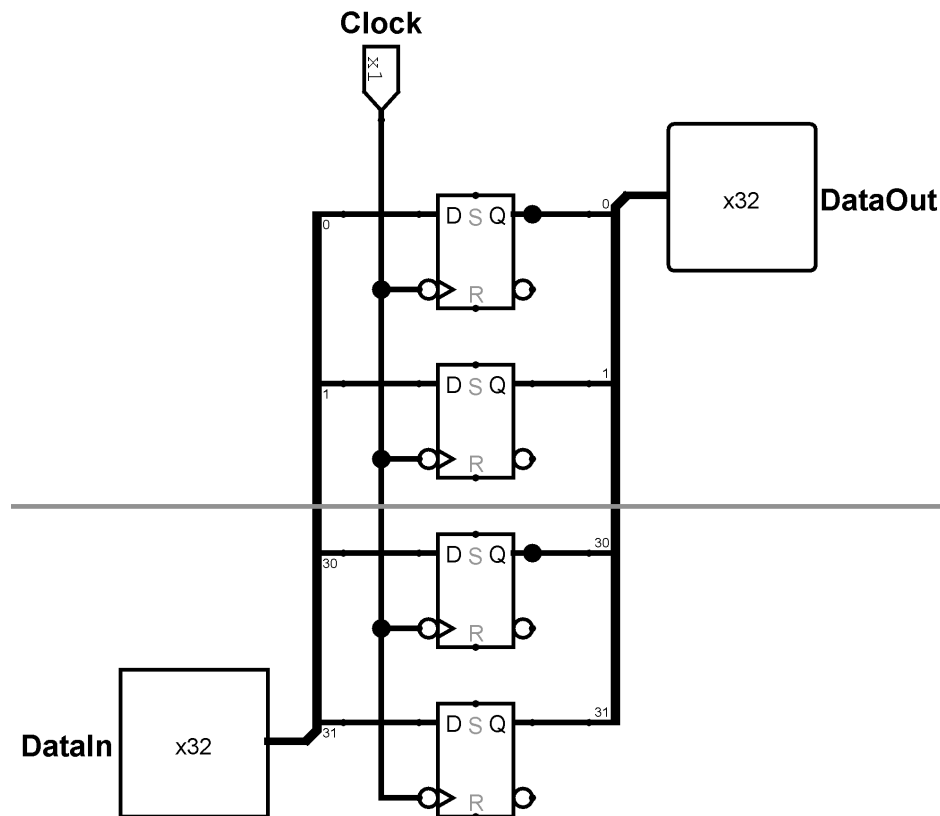 Clock
x1
x32
DataOut
0
D S Q
0
R
1
D S Q
1
R
30
D S Q
30
R
DataIn
x32
31
D S Q
31
R